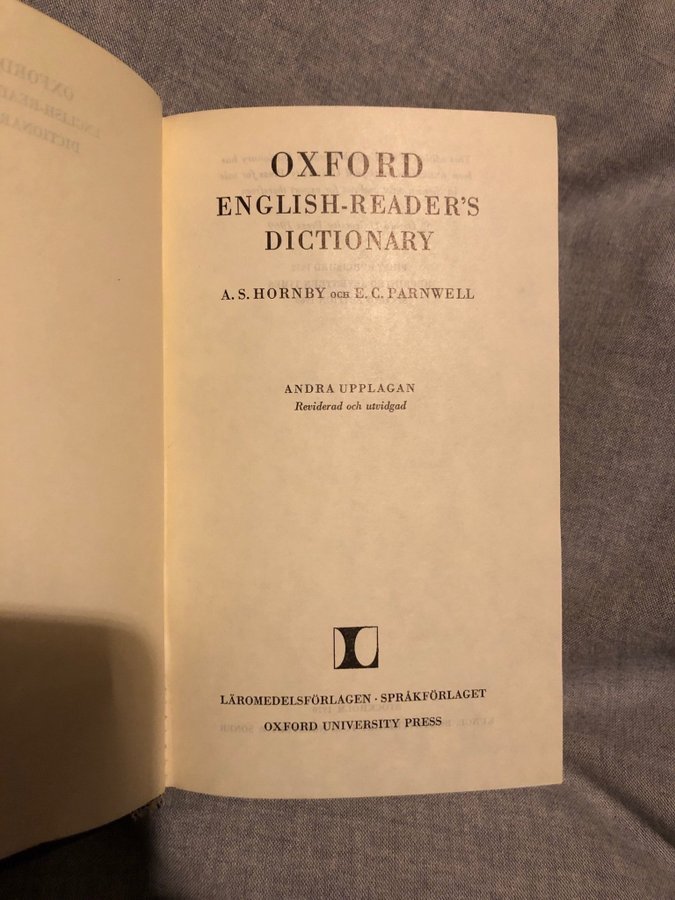 OXFORD
ENGLISH-READER'S
DICTIONARY
A. S. HORNBY OCH E. C. PARNWELL
ANDRA UPPLAGAN
Reviderad och utvidgad
L
LÄROMEDELSFÖRLAGEN · SPRÅKFÖRLAGET
OXFORD UNIVERSITY PRESS